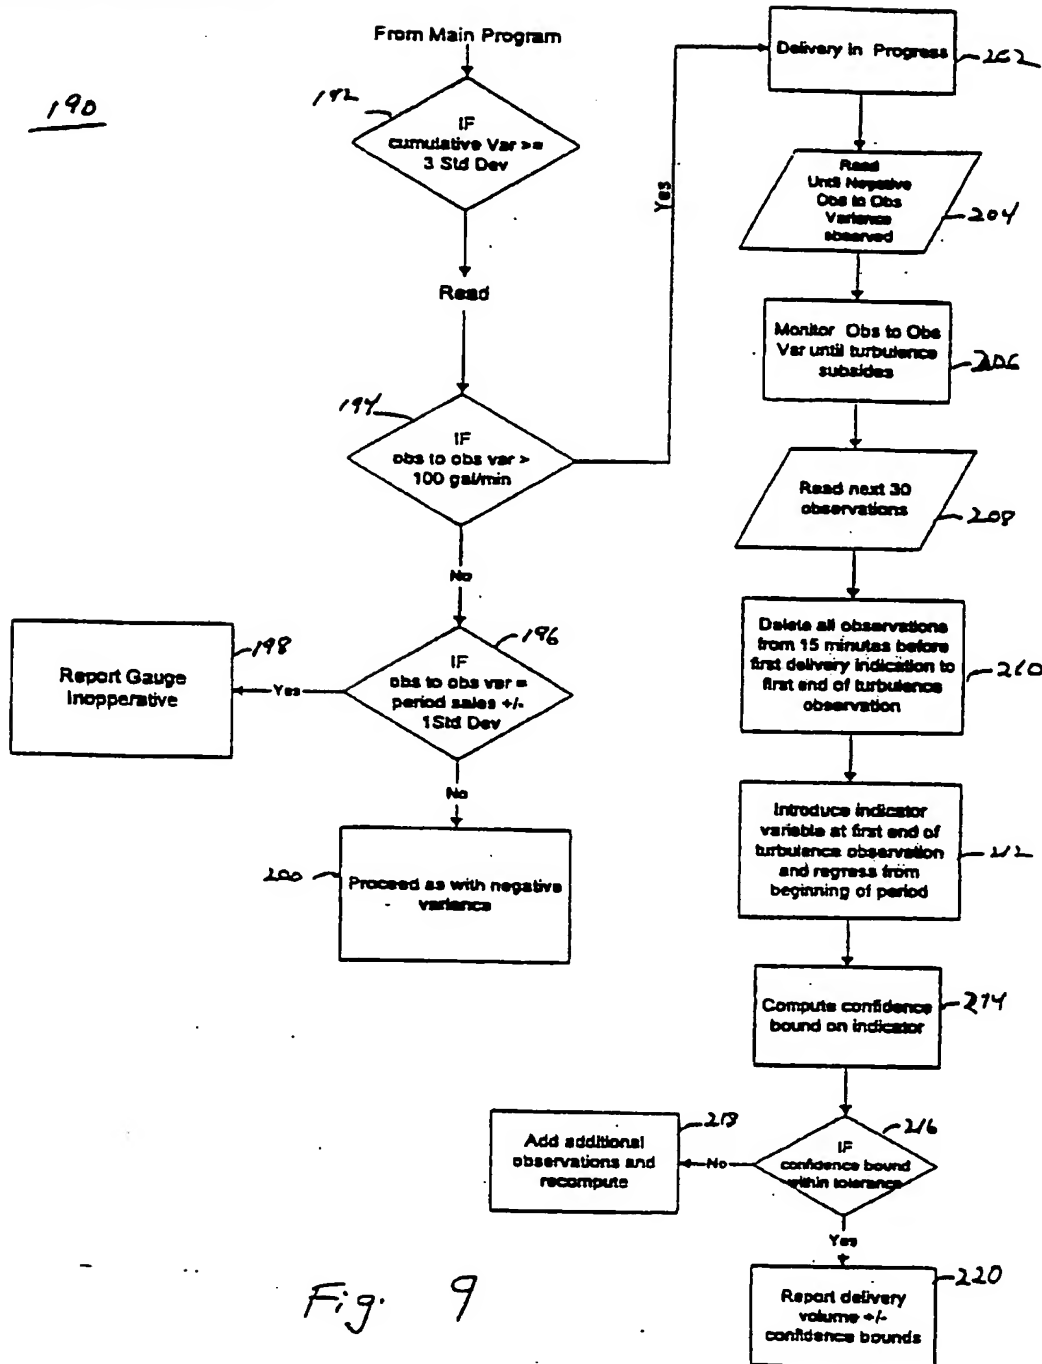 190
From Main Program
192
IF
cumulative Var >=
3 Std Dev
Read
194
IF
obs to obs var >
100 gal/min
Yes
No
196
IF
obs to obs var =
period sales +/-
1Std Dev
Yes
198
Report Gauge
Inoperative
No
200
Proceed as with negative
variance
Delivery in Progress
202
Read
Until Negative
Obs to Obs
Variance
observed
204
Monitor Obs to Obs
Var until turbulence
subsides
206
Read next 30
observations
208
Delete all observations
from 15 minutes before
first delivery indication to
first end of turbulence
observation
210
Introduce indicator
variable at first end of
turbulence observation
and regress from
beginning of period
212
Compute confidence
bound on indicator
214
216
IF
confidence bound
within tolerance
No
218
Add additional
observations and
recompute
Yes
220
Report delivery
volume +/-
confidence bounds
Fig. 9